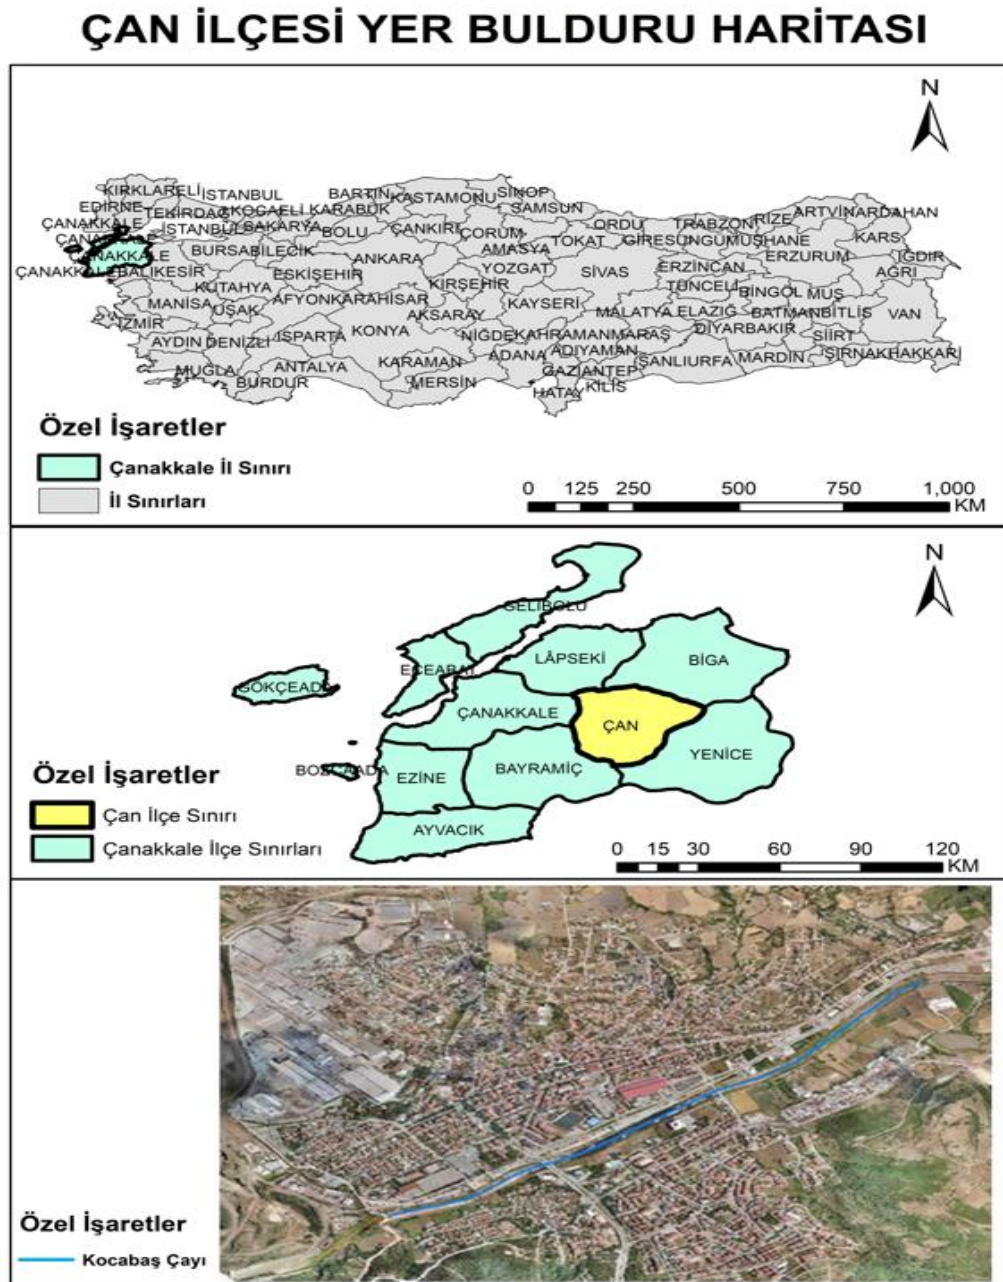 ÇAN İLÇESİ YER BULDURU HARİTASI
N
KIRKLARELİ
İSTANBUL
BARTIN
KASTAMONU
SİNOP
EDİRNE
TEKİRDAĞ
KOCAELİ
KARABÜK
SAMSUN
ÇANAKKALE
İSTANBUL
SAKARYA
BOLU
ÇANKIRI
ÇORUM
ORDU
TRABZON
RİZE
ARTVİN
ARDAHAN
ÇANAKKALE
BURSA
BİLECİK
ANKARA
AMASYA
TOKAT
GİRESUN
GÜMÜŞHANE
KARS
ÇANAKKALE
BALIKESİR
ESKİŞEHİR
YOZGAT
SİVAS
ERZİNCAN
ERZURUM
IĞDIR
AĞRI
KÜTAHYA
KIRŞEHİR
TUNCELİ
BİNGÖL
MUŞ
MANİSA
UŞAK
AFYONKARAHİSAR
AKSARAY
KAYSERİ
MALATYA
ELAZIĞ
BATMAN
BİTLİS
VAN
İZMİR
AYDIN
DENİZLİ
ISPARTA
KONYA
NİĞDE
KAHRAMANMARAŞ
DİYARBAKIR
SİİRT
MUĞLA
BURDUR
ANTALYA
KARAMAN
MERSİN
ADANA
ADIYAMAN
GAZİANTEP
ŞANLIURFA
MARDİN
ŞIRNAK
HAKKARİ
HATAY
KİLİS
Özel İşaretler
Çanakkale İl Sınırı
İl Sınırları
0 125 250 500 750 1,000
KM
N
GELİBOLU
ECEABAT
LÂPSEKİ
BİGA
GÖKÇEADA
ÇANAKKALE
ÇAN
YENİCE
BOZCAADA
EZİNE
BAYRAMİÇ
AYVACIK
Özel İşaretler
Çan İlçe Sınırı
Çanakkale İlçe Sınırları
0 15 30 60 90 120
KM
Özel İşaretler
Kocabaş Çayı